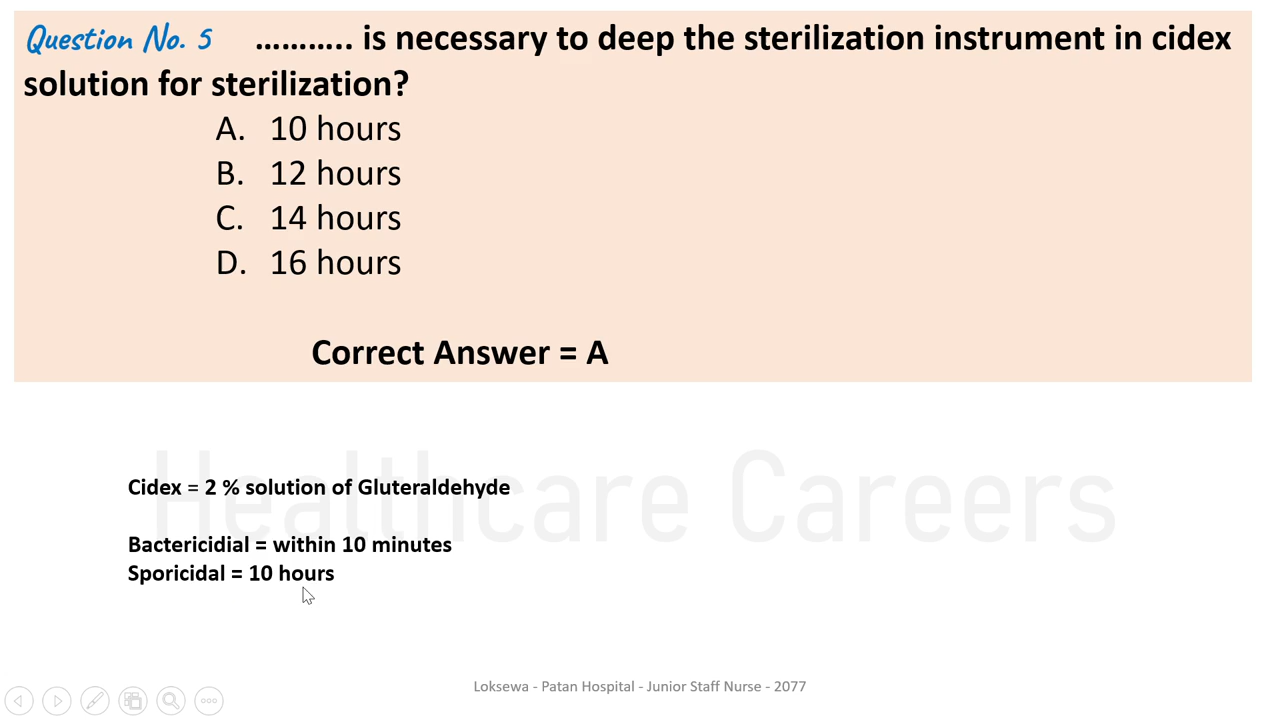 Question No. 5 ........... is necessary to deep the sterilization instrument in cidex
solution for sterilization?
A. 10 hours
B. 12 hours
C. 14 hours
D. 16 hours
Correct Answer = A
Healthcare Careers
Cidex = 2 % solution of Gluteraldehyde
Bactericidial = within 10 minutes
Sporicidal = 10 hours
Loksewa - Patan Hospital - Junior Staff Nurse - 2077